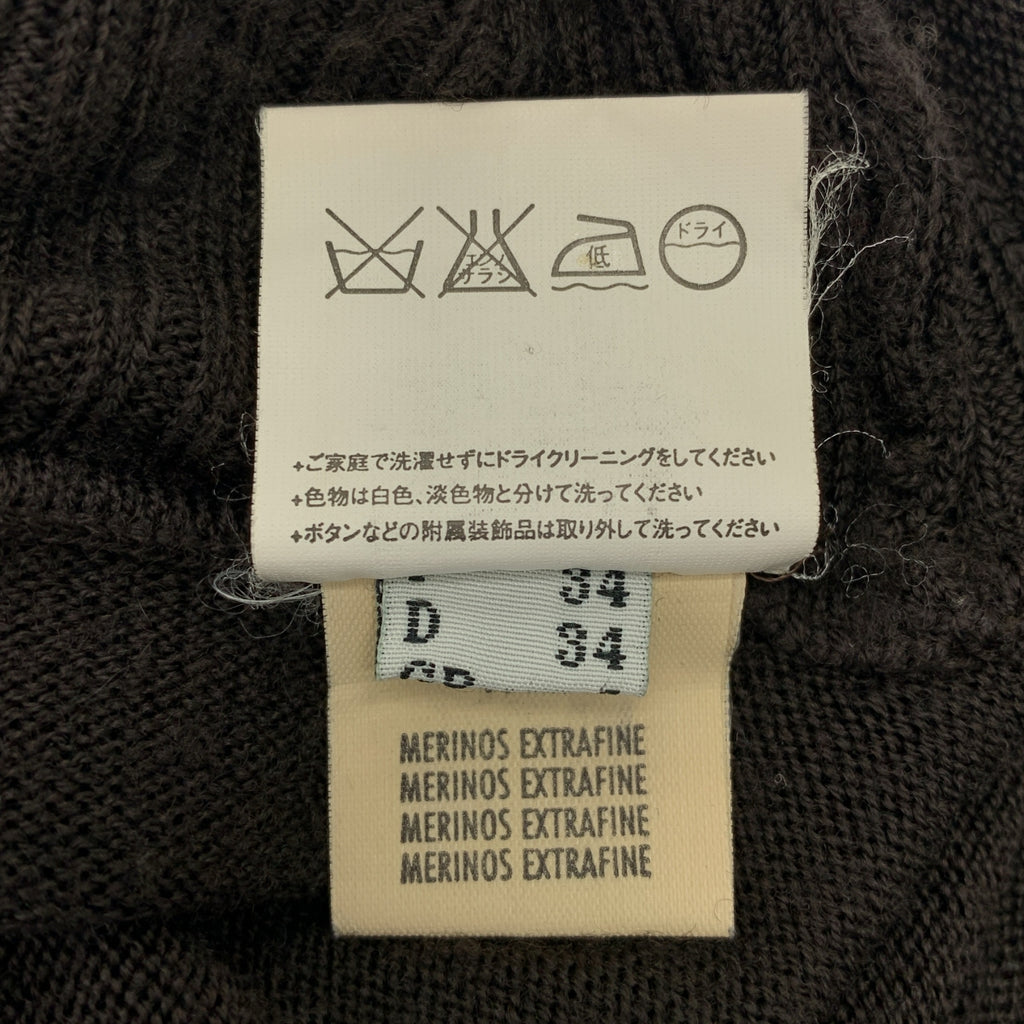 エンソ
サラシ
低
ドライ
+ご家庭で洗濯せずにドライクリーニングをしてください
+色物は白色、淡色物と分けて洗ってください
+ボタンなどの附属装飾品は取り外して洗ってください
34
D 34
MERINOS EXTRAFINE
MERINOS EXTRAFINE
MERINOS EXTRAFINE
MERINOS EXTRAFINE